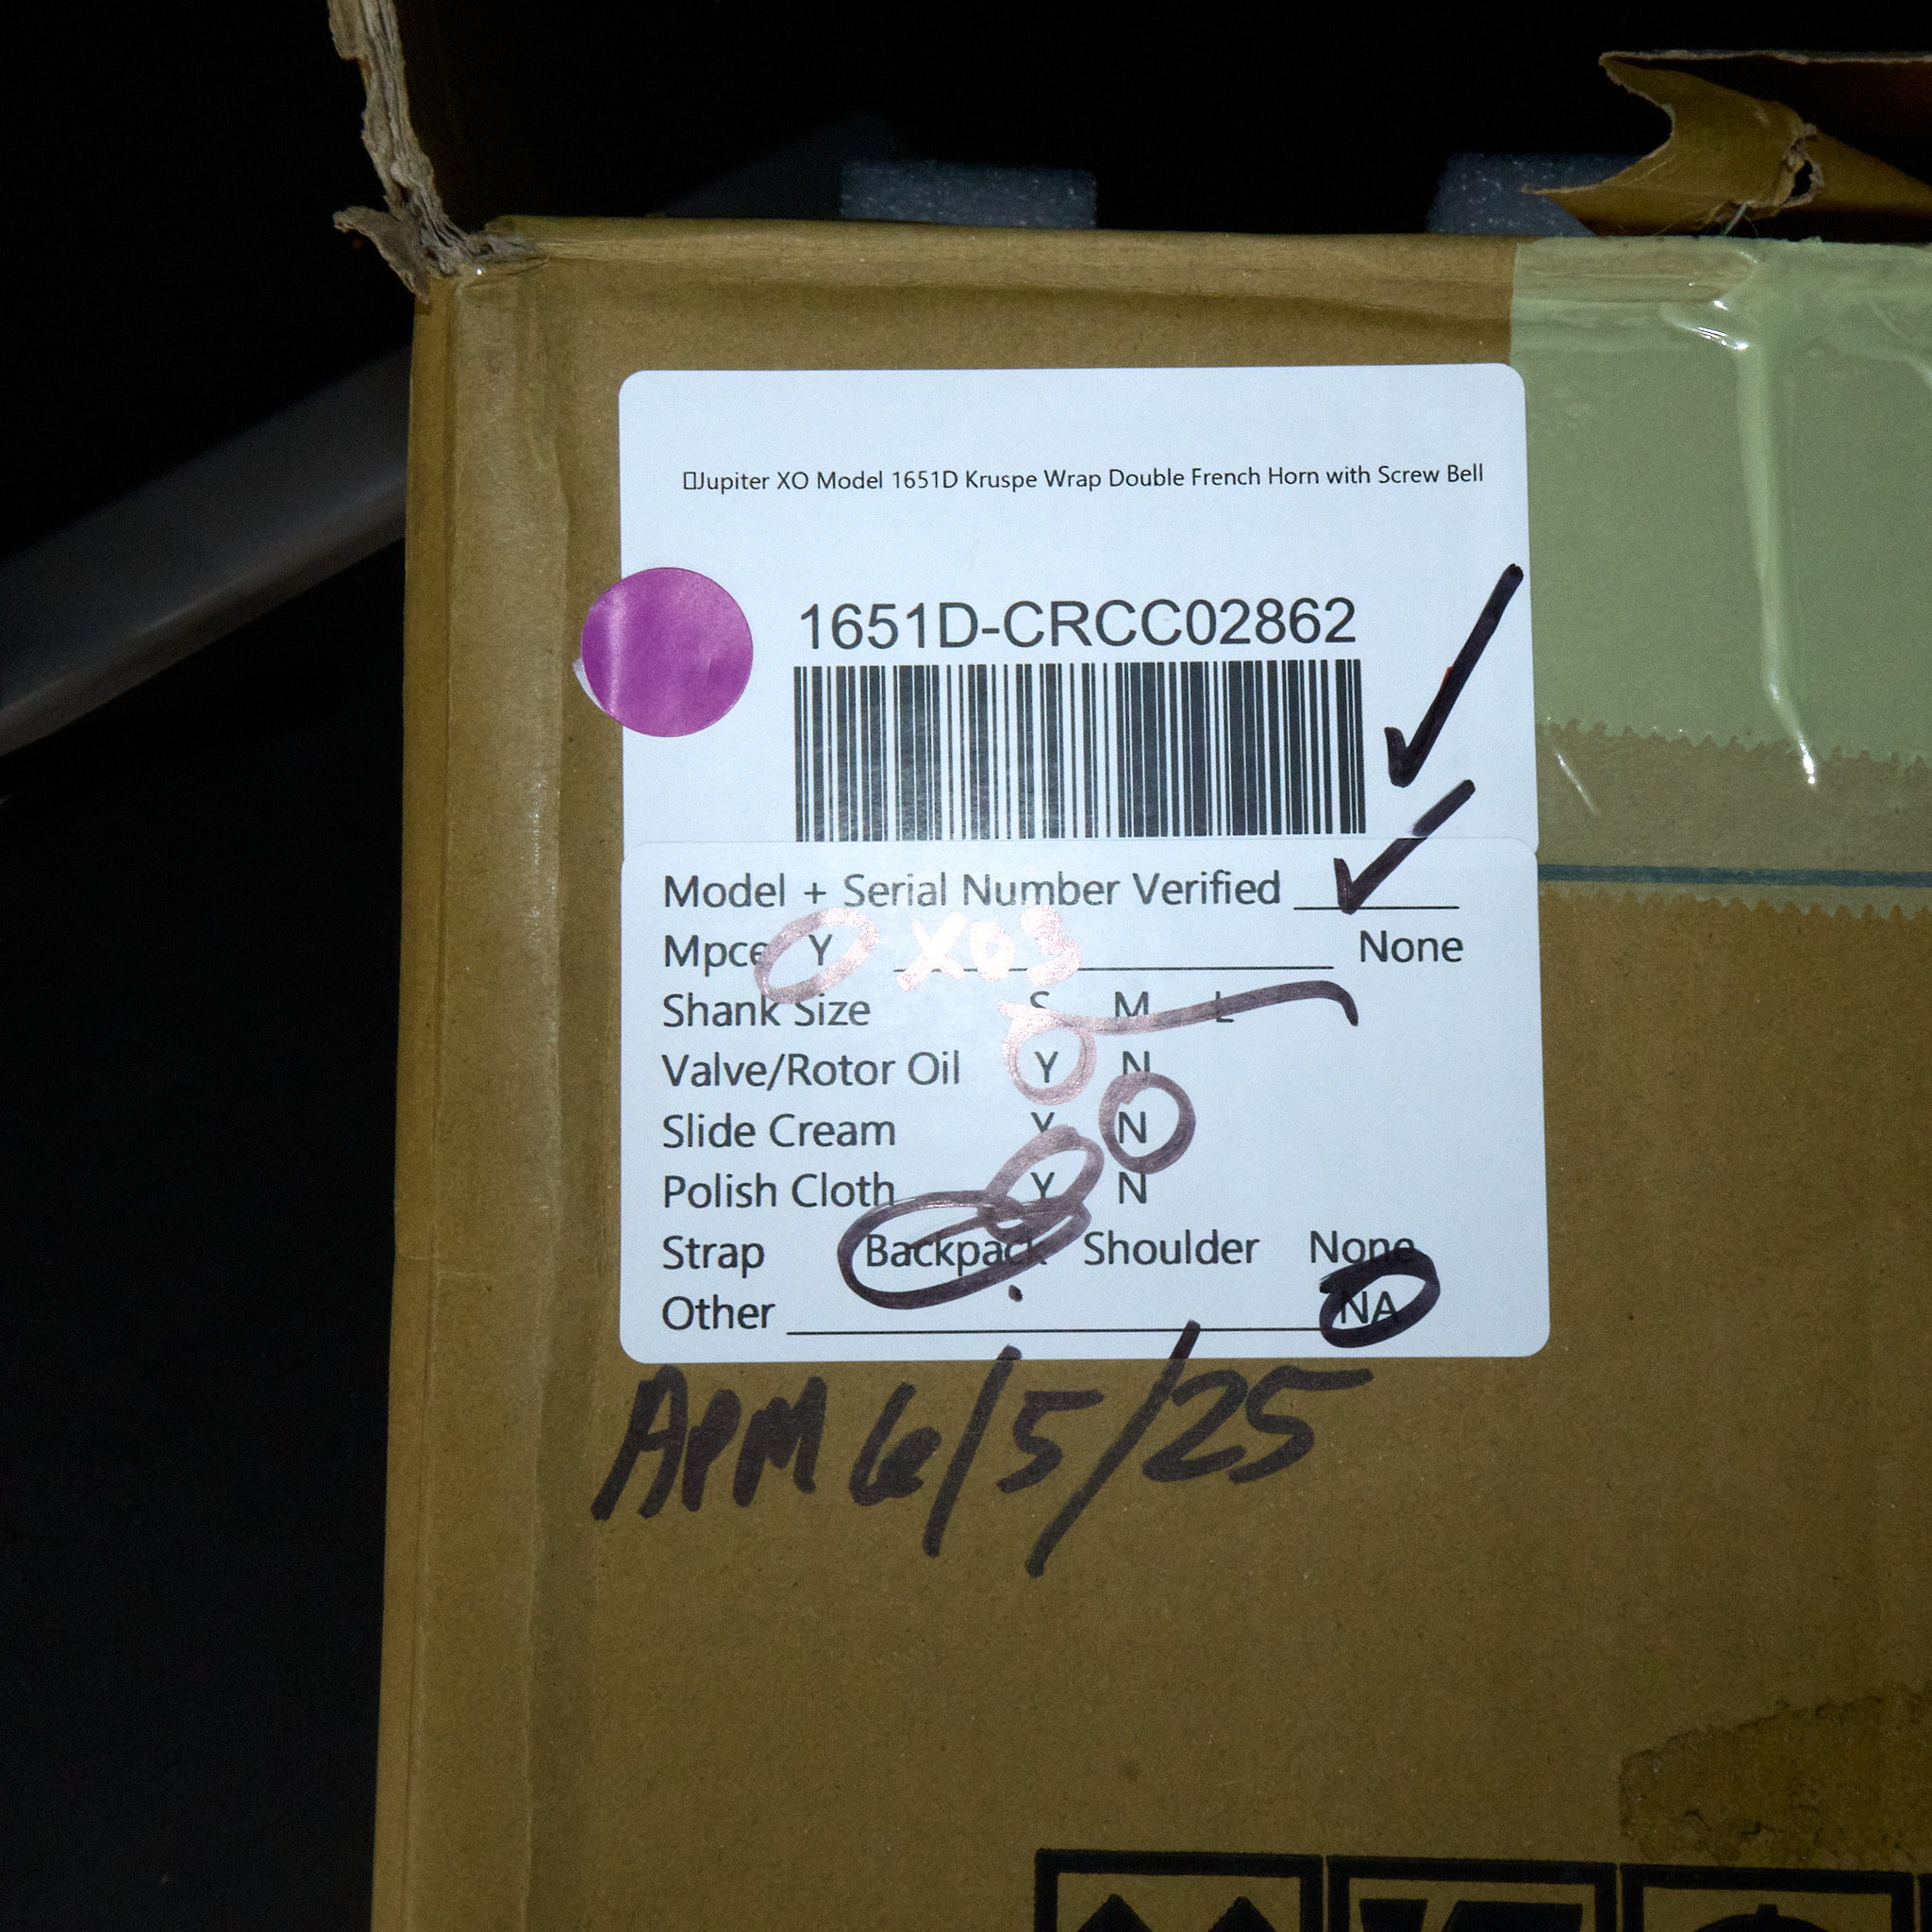 □Jupiter XO Model 1651D Kruspe Wrap Double French Horn with Screw Bell
1651D-CRCC02862
Model + Serial Number Verified ✓
Mpce Y XO3 None
Shank Size S M L
Valve/Rotor Oil Y N
Slide Cream Y N
Polish Cloth Y N
Strap Backpack Shoulder None
Other NA
APM 6/5/25